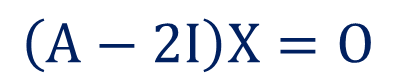 (A − 2I)X = O